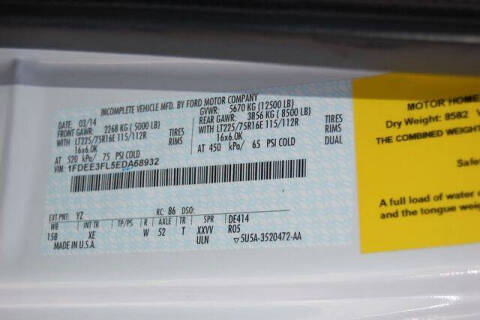 INCOMPLETE VEHICLE MFD. BY FORD MOTOR COMPANY
DATE: 03/14 GVWR: 5670 KG (12500 LB)
FRONT GAWR: 2268 KG (5000 LB) REAR GAWR: 3856 KG (8500 LB)
WITH LT225/75R16E 115/112R TIRES WITH LT225/75R16E 115/112R TIRES
16x6.0K RIMS 16x6.0K RIMS
AT 520 kPa/ 75 PSI COLD AT 450 kPa/ 65 PSI COLD DUAL
VIN: 1FDEE3FL5EDA68932
EXT PNT: YZ RC: 86 DSO:
WB TP/PS R AXLE TR SPR DE414
158 XE W 52 T XXVV R05
MADE IN U.S.A. ULN 5U5A-3520472-AA
MOTOR HOME
Dry Weight: 8582
THE COMBINED WEIGHT
A full load of water
and the tongue weig